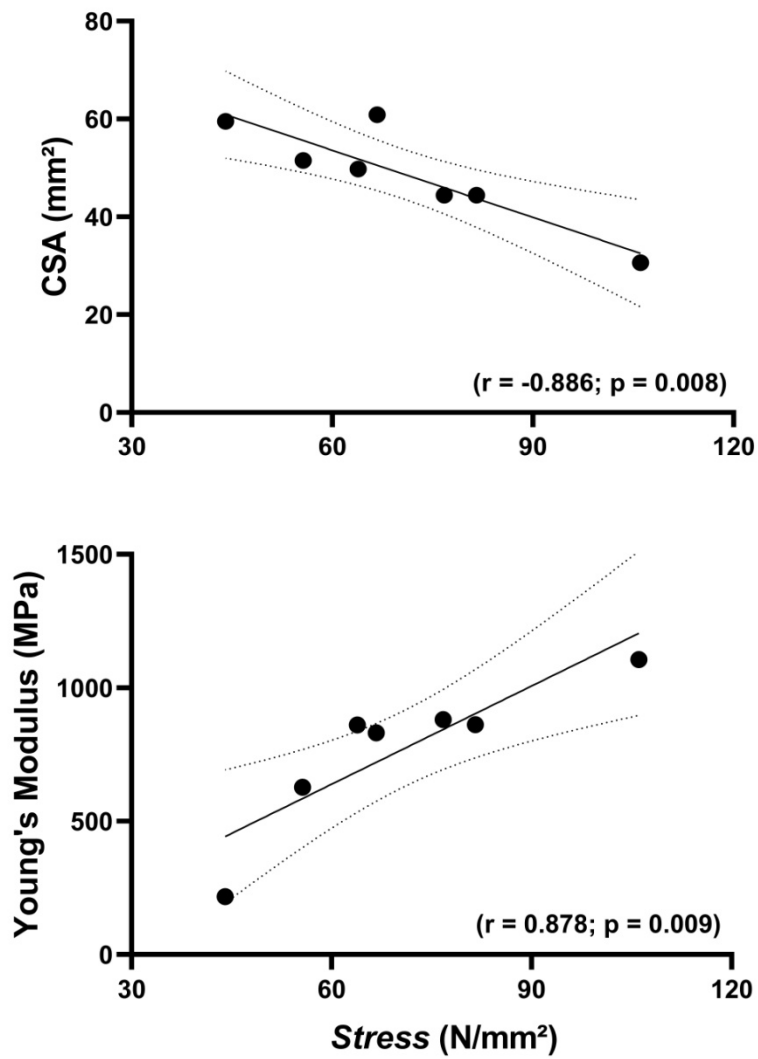 80
60
40
20
0
CSA (mm²)
(r = -0.886; p = 0.008)
30 60 90 120
1500
1000
500
0
Young's Modulus (MPa)
(r = 0.878; p = 0.009)
30 60 90 120
Stress (N/mm²)